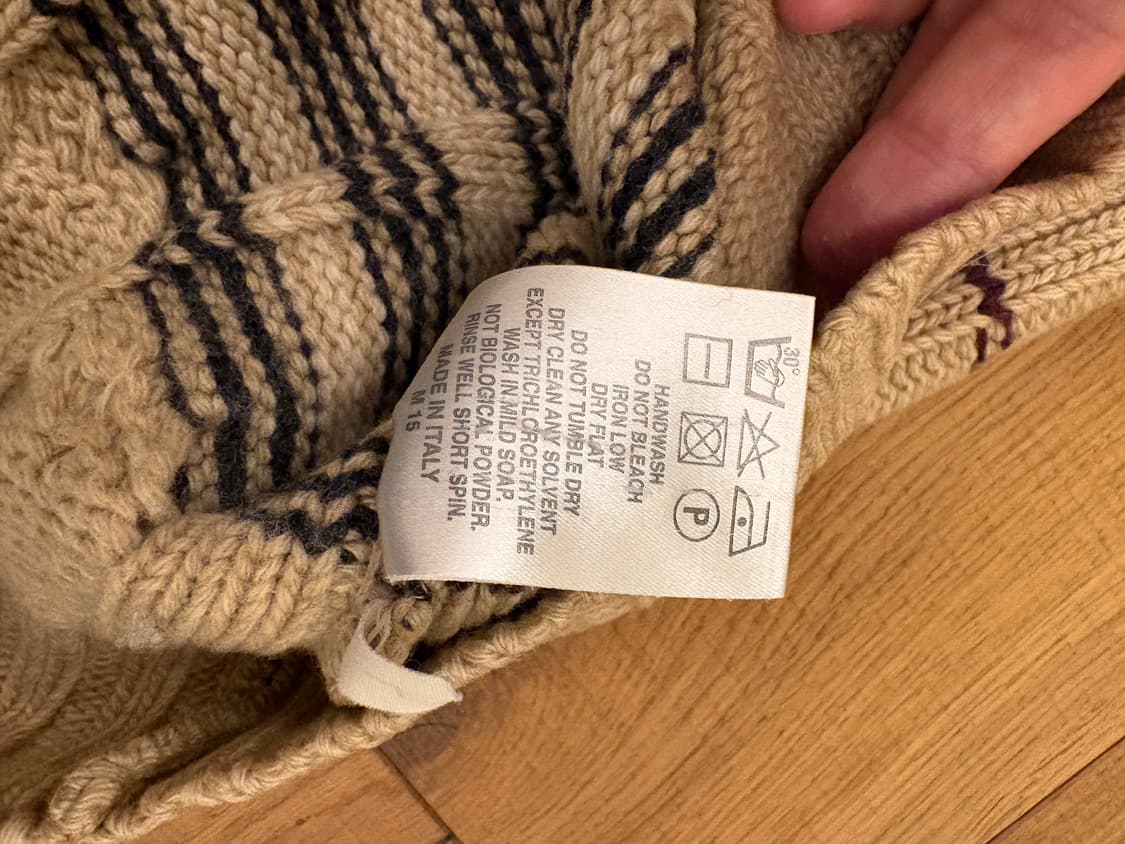 30°
P
HANDWASH
DO NOT BLEACH
IRON LOW
DRY FLAT
DO NOT TUMBLE DRY
DRY CLEAN ANY SOLVENT
EXCEPT TRICHLOROETHYLENE
WASH IN MILD SOAP.
NOT BIOLOGICAL POWDER.
RINSE WELL SHORT SPIN.
MADE IN ITALY
M 15